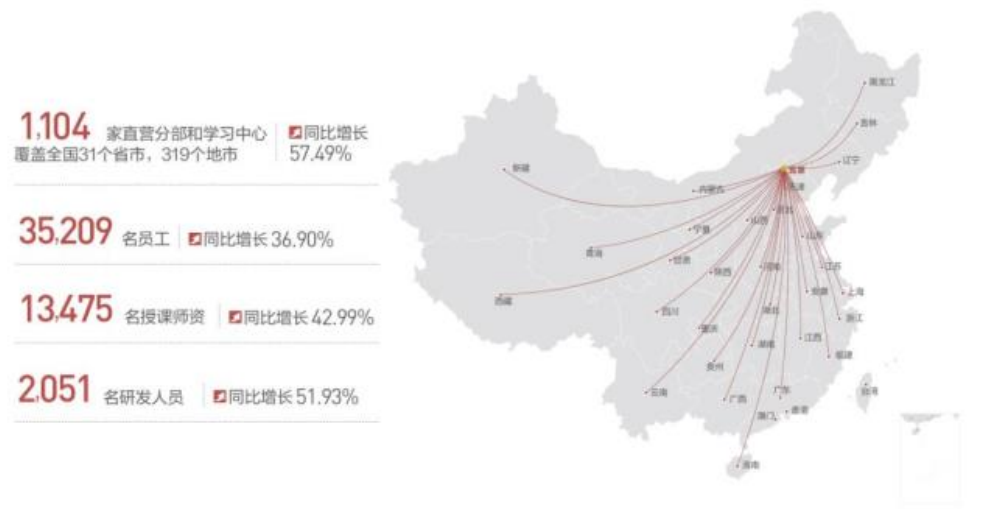 1,104 家直营分部和学习中心
覆盖全国31个省市，319个地市
同比增长
57.49%
35,209 名员工 同比增长 36.90%
13,475 名授课师资 同比增长 42.99%
2,051 名研发人员 同比增长 51.93%
黑龙江
吉林
辽宁
新疆
内蒙古
天津
河北
山西
宁夏
山东
青海
甘肃
陕西
河南
江苏
西藏
安徽
上海
四川
湖北
浙江
重庆
江西
湖南
福建
贵州
云南
广西
广东
台湾
澳门
香港
海南